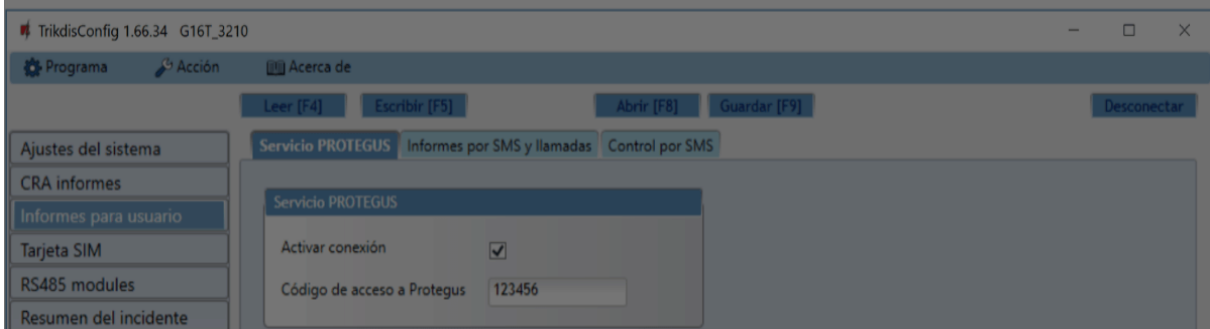 TrikdisConfig 1.66.34 G16T_3210
Programa Acción Acerca de
Leer [F4] Escribir [F5] Abrir [F8] Guardar [F9] Desconectar
Ajustes del sistema
CRA informes
Informes para usuario
Tarjeta SIM
RS485 modules
Resumen del incidente
Servicio PROTEGUS Informes por SMS y llamadas Control por SMS
Servicio PROTEGUS
Activar conexión
Código de acceso a Protegus 123456